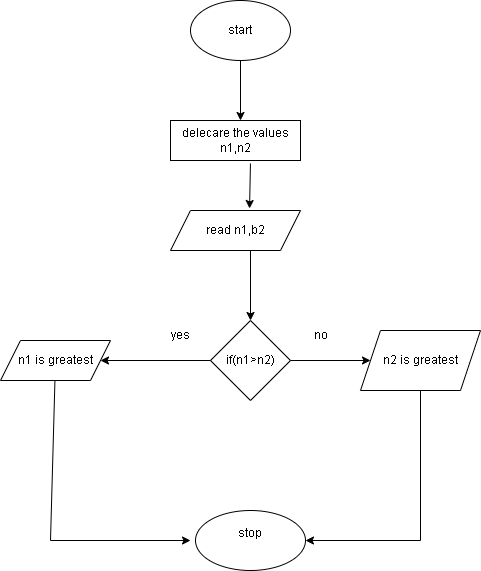 start
delecare the values
n1,n2
read n1,b2
yes
no
if(n1>n2)
n1 is greatest
n2 is greatest
stop